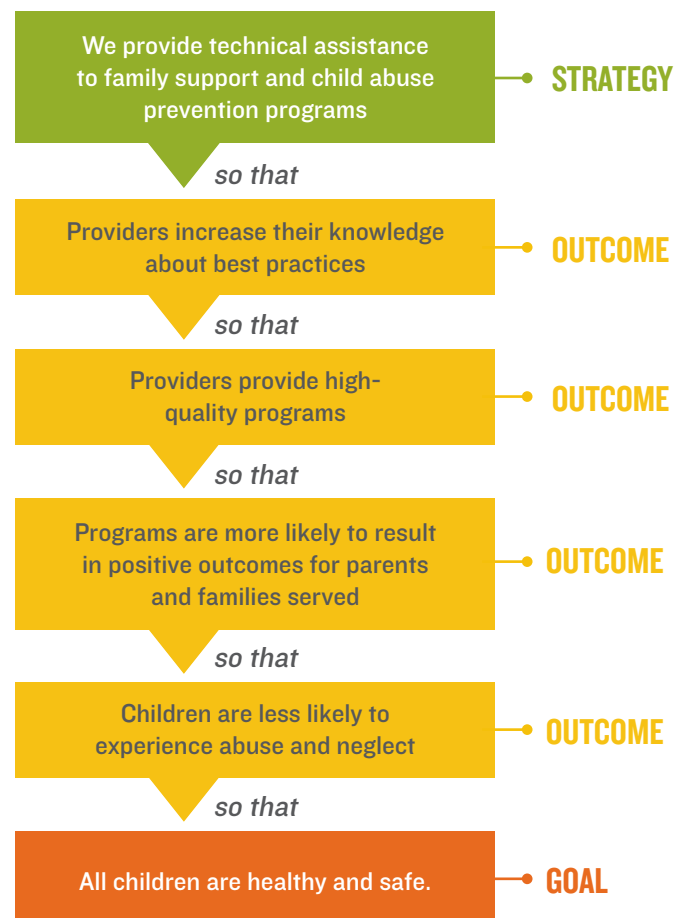 We provide technical assistance
to family support and child abuse
prevention programs
STRATEGY
so that
Providers increase their knowledge
about best practices
OUTCOME
so that
Providers provide high-
quality programs
OUTCOME
so that
Programs are more likely to result
in positive outcomes for parents
and families served
OUTCOME
so that
Children are less likely to
experience abuse and neglect
OUTCOME
so that
All children are healthy and safe.
GOAL